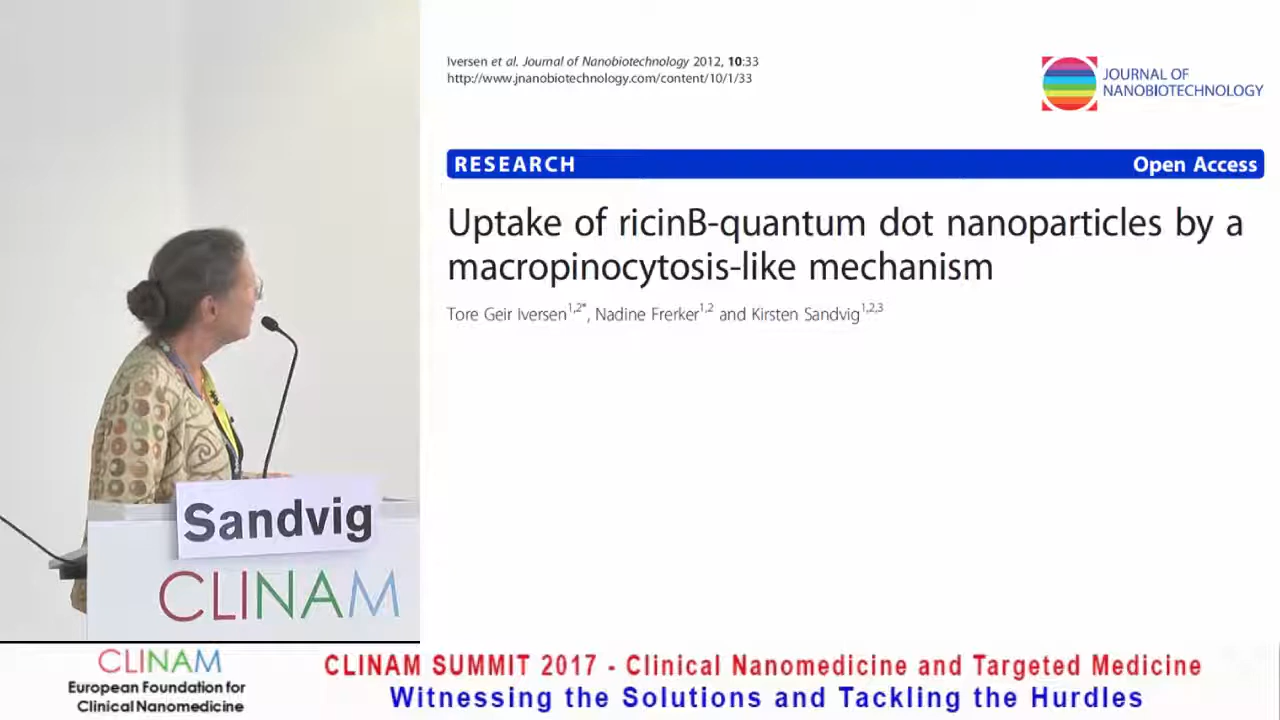 Iversen et al. Journal of Nanobiotechnology 2012, 10:33
http://www.jnanobiotechnology.com/content/10/1/33
JOURNAL OF
NANOBIOTECHNOLOGY
RESEARCH Open Access
Uptake of ricinB-quantum dot nanoparticles by a
macropinocytosis-like mechanism
Tore Geir Iversen1,2*, Nadine Frerker1,2 and Kirsten Sandvig1,2,3
Sandvig
CLINAM
CLINAM
European Foundation for
Clinical Nanomedicine
CLINAM SUMMIT 2017 - Clinical Nanomedicine and Targeted Medicine
Witnessing the Solutions and Tackling the Hurdles